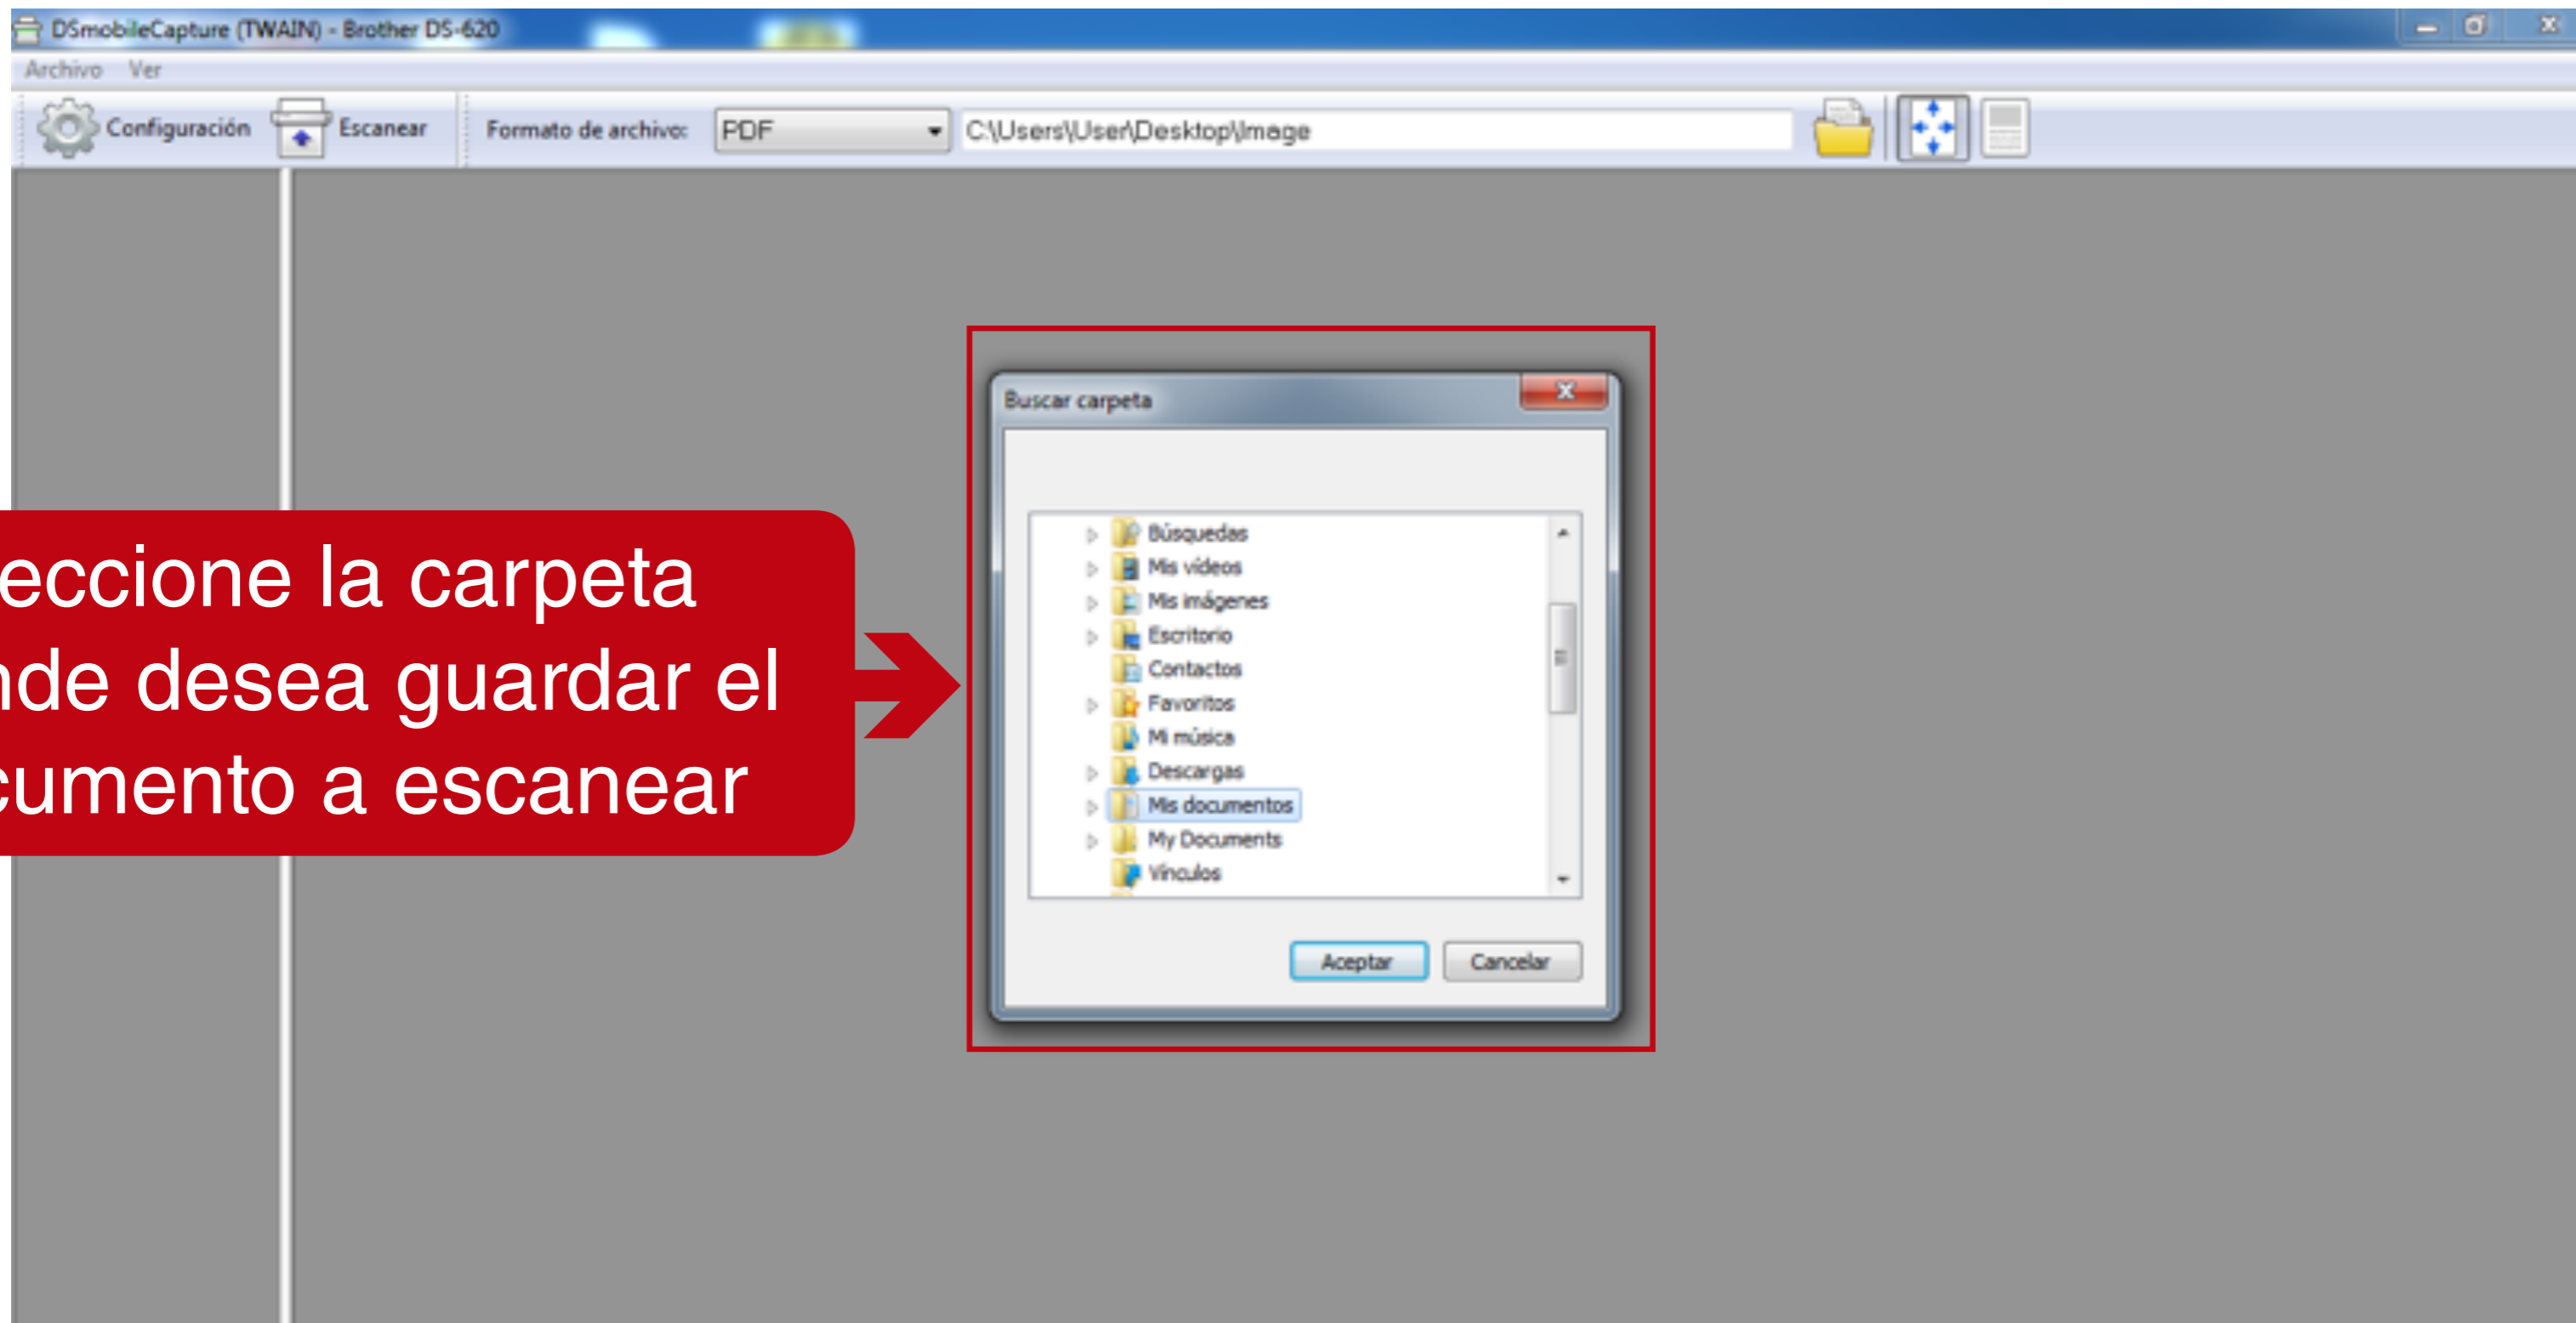 DSmobileCapture (TWAIN) - Brother DS-620
Archivo Ver
Configuración Escanear Formato de archivo: PDF C:\Users\User\Desktop\Image
Buscar carpeta
Búsquedas
Mis vídeos
Mis imágenes
Escritorio
Contactos
Favoritos
Mi música
Descargas
Mis documentos
My Documents
Vínculos
Aceptar Cancelar
eccione la carpeta
nde desea guardar el
cumento a escanear